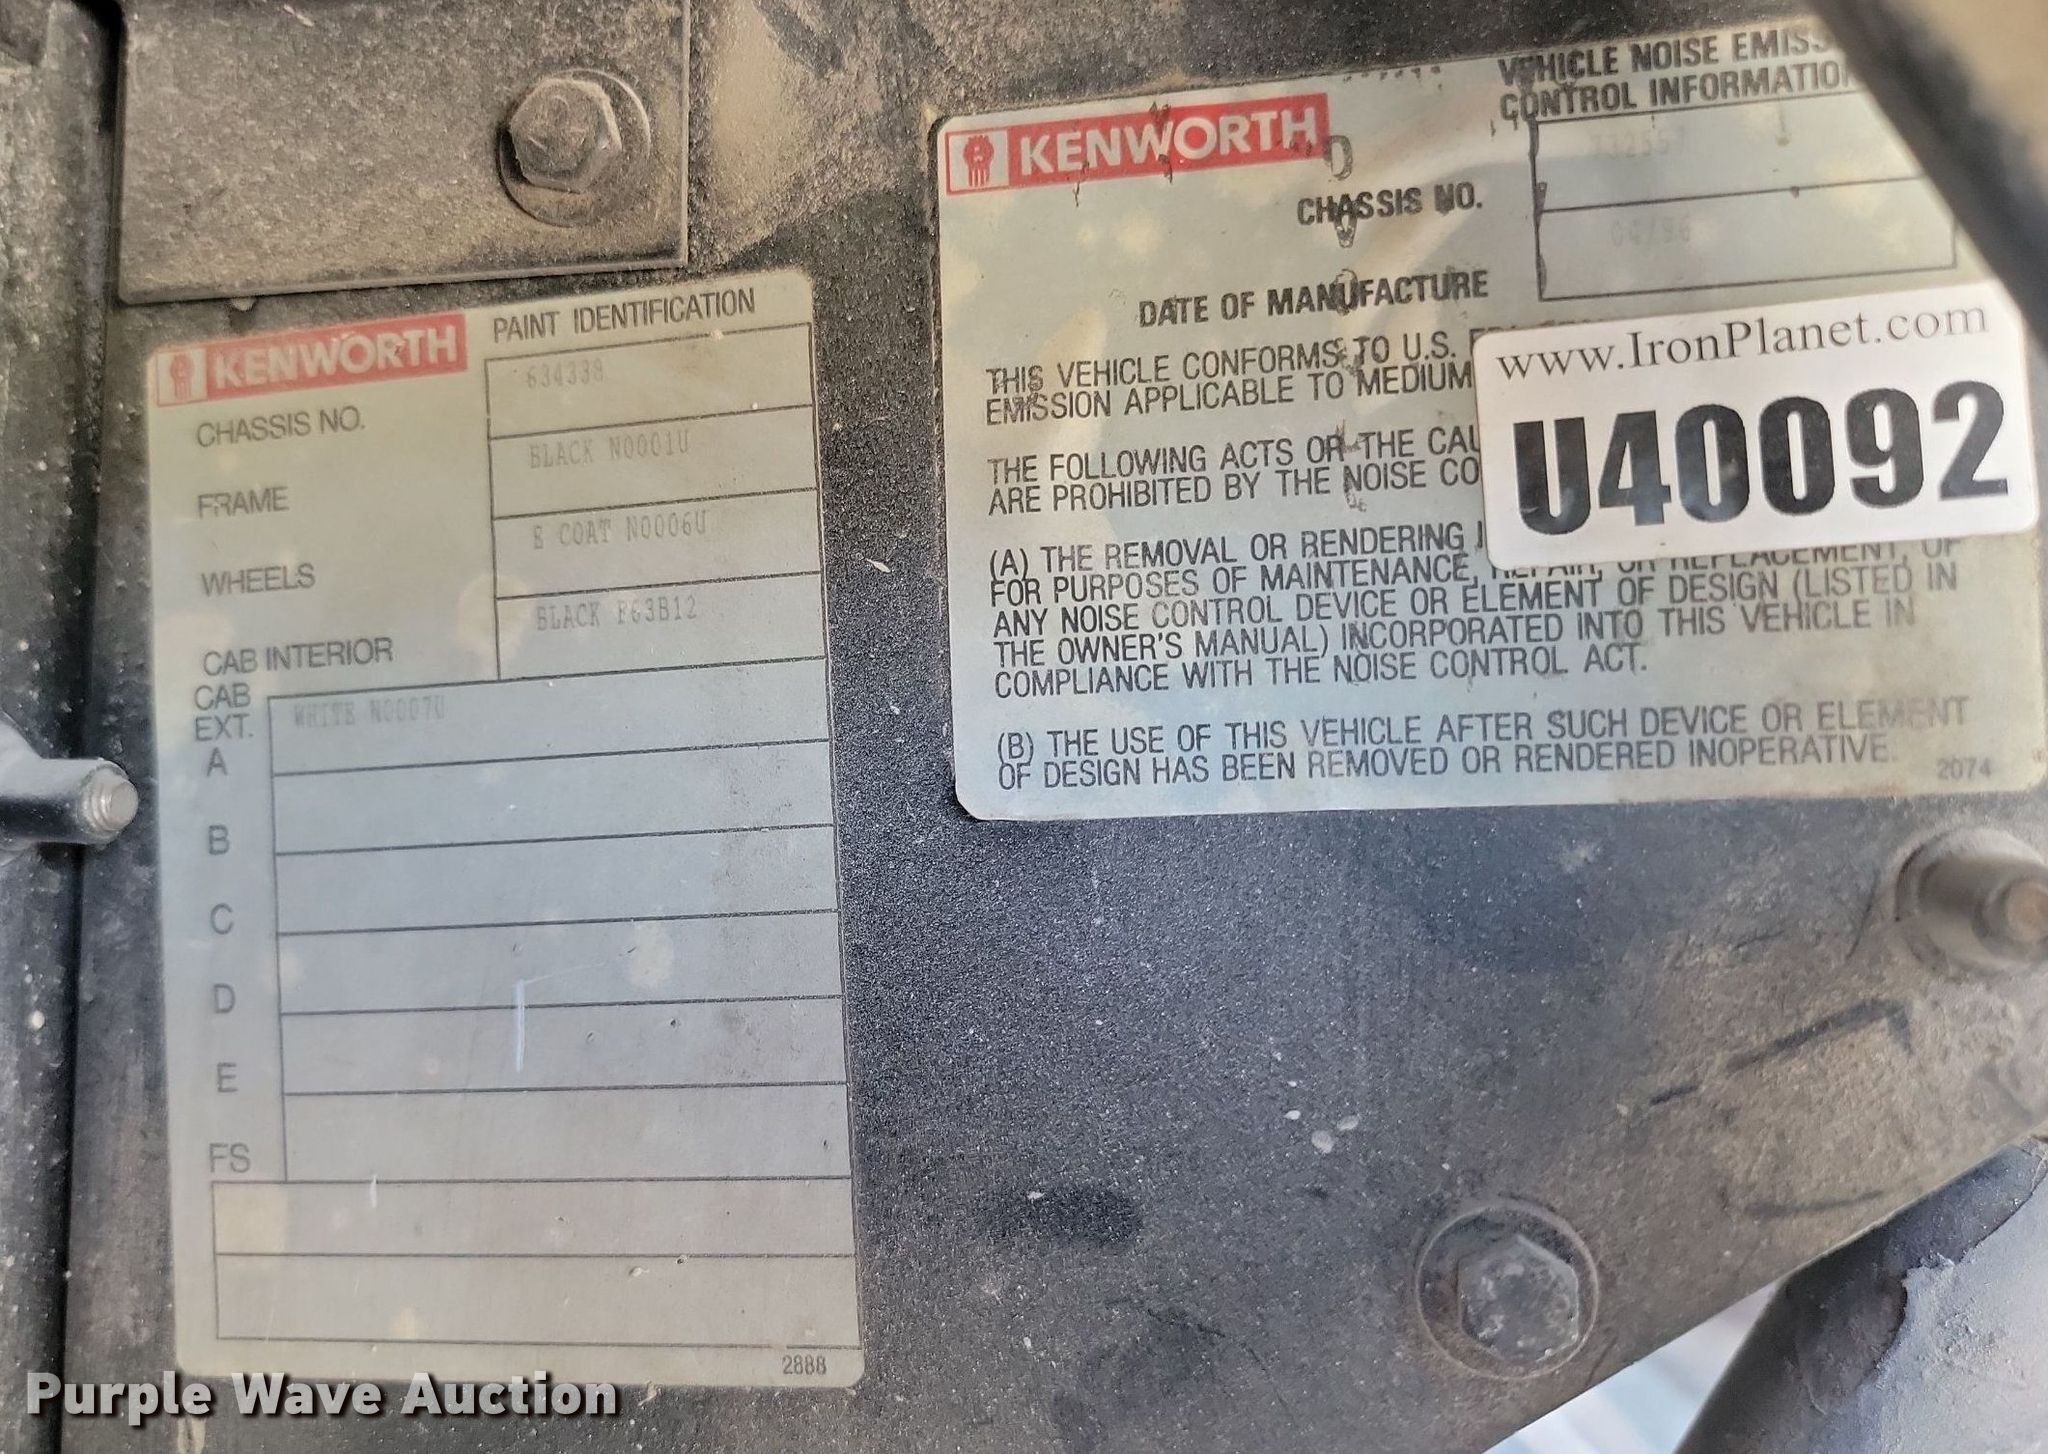 KENWORTH
PAINT IDENTIFICATION
CHASSIS NO.
634338
FRAME
BLACK N0001U
WHEELS
E COAT N0006U
CAB INTERIOR
BLACK F63B12
CAB
EXT.
A
WHITE N0007U
B
C
D
E
FS
2888
KENWORTH
VEHICLE NOISE
CONTROL INFORMATION
CHASSIS NO.
DATE OF MANUFACTURE
THIS VEHICLE CONFORMS TO U.S.
EMISSION APPLICABLE TO MEDIUM
THE FOLLOWING ACTS OR THE
ARE PROHIBITED BY THE NOISE
(A) THE REMOVAL OR RENDERING
FOR PURPOSES OF MAINTENANCE, REPAIR, OR REPLACEMENT, OF
ANY NOISE CONTROL DEVICE OR ELEMENT OF DESIGN (LISTED IN
THE OWNER'S MANUAL) INCORPORATED INTO THIS VEHICLE IN
COMPLIANCE WITH THE NOISE CONTROL ACT.
(B) THE USE OF THIS VEHICLE AFTER SUCH DEVICE OR ELEMENT
OF DESIGN HAS BEEN REMOVED OR RENDERED INOPERATIVE.
2074
www.IronPlanet.com
U40092
Purple Wave Auction